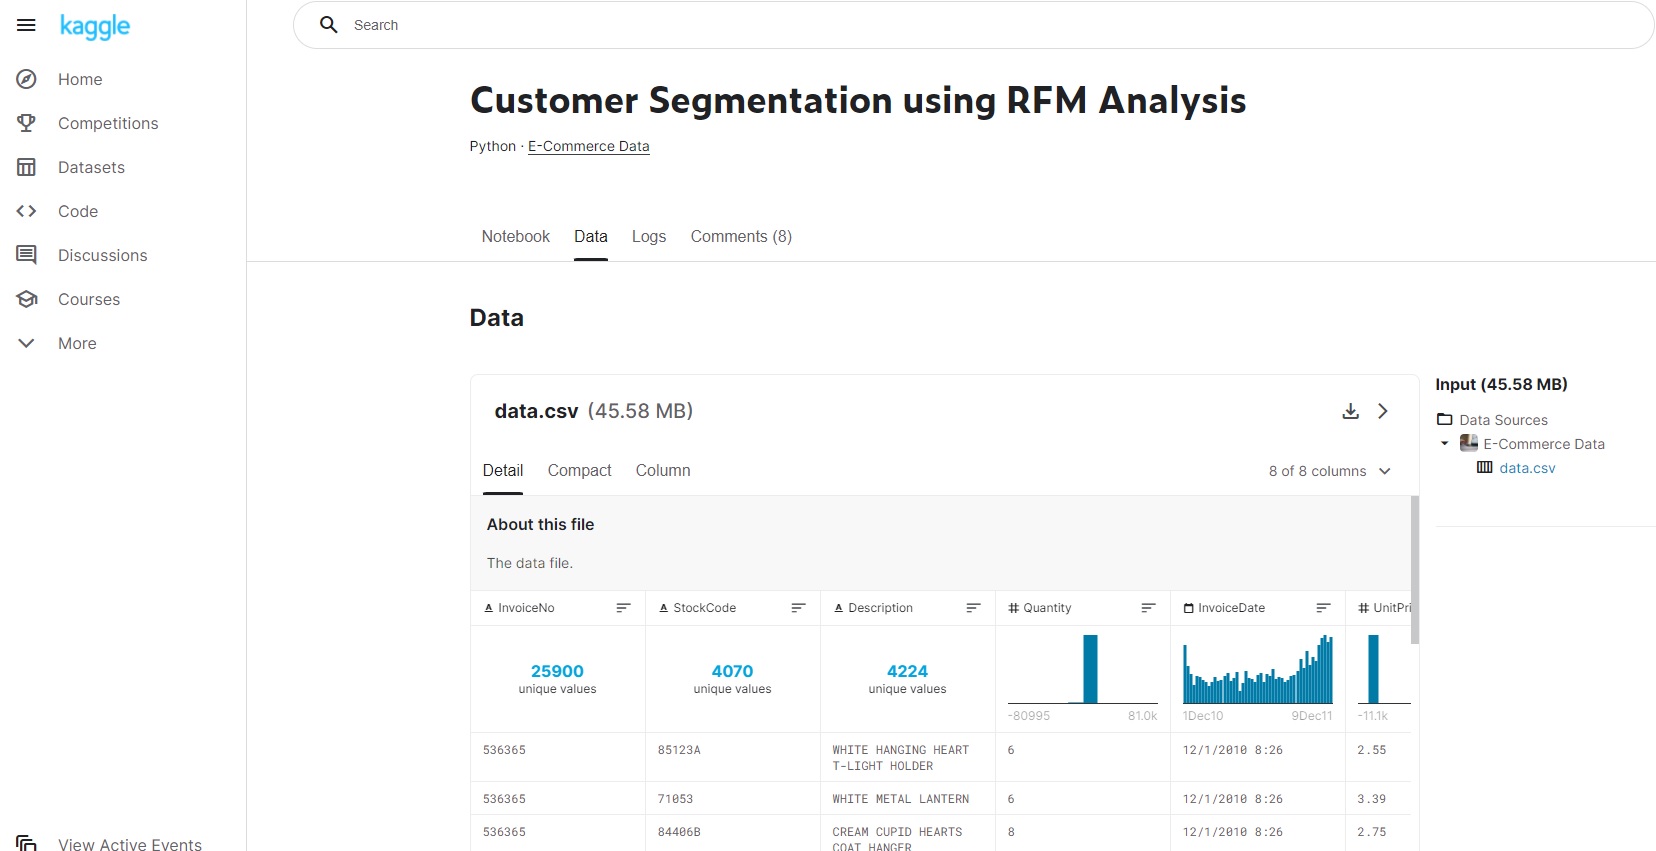 kaggle
Search
Home
Competitions
Datasets
Code
Discussions
Courses
More
View Active Events
Customer Segmentation using RFM Analysis
Python · E-Commerce Data
Notebook Data Logs Comments (8)
Data
data.csv (45.58 MB)
Detail Compact Column 8 of 8 columns
About this file
The data file.
InvoiceNo StockCode Description Quantity InvoiceDate UnitPri
25900 4070 4224
unique values unique values unique values
-80995 81.0k 1Dec10 9Dec11 -11.1k
536365 85123A WHITE HANGING HEART 6 12/1/2010 8:26 2.55
T-LIGHT HOLDER
536365 71053 WHITE METAL LANTERN 6 12/1/2010 8:26 3.39
536365 84406B CREAM CUPID HEARTS 8 12/1/2010 8:26 2.75
COAT HANGER
Input (45.58 MB)
Data Sources
E-Commerce Data
data.csv